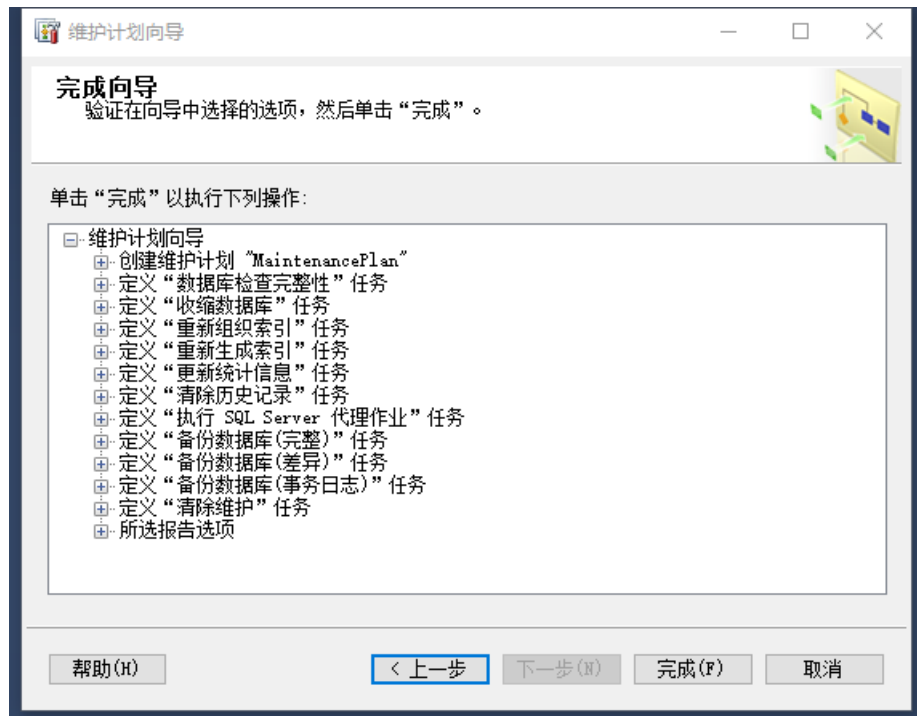 维护计划向导
完成向导
验证在向导中选择的选项，然后单击“完成”。
单击“完成”以执行下列操作:
维护计划向导
创建维护计划 "MaintenancePlan"
定义“数据库检查完整性”任务
定义“收缩数据库”任务
定义“重新组织索引”任务
定义“重新生成索引”任务
定义“更新统计信息”任务
定义“清除历史记录”任务
定义“执行 SQL Server 代理作业”任务
定义“备份数据库(完整)”任务
定义“备份数据库(差异)”任务
定义“备份数据库(事务日志)”任务
定义“清除维护”任务
所选报告选项
帮助(H) < 上一步 下一步(N) 完成(F) 取消